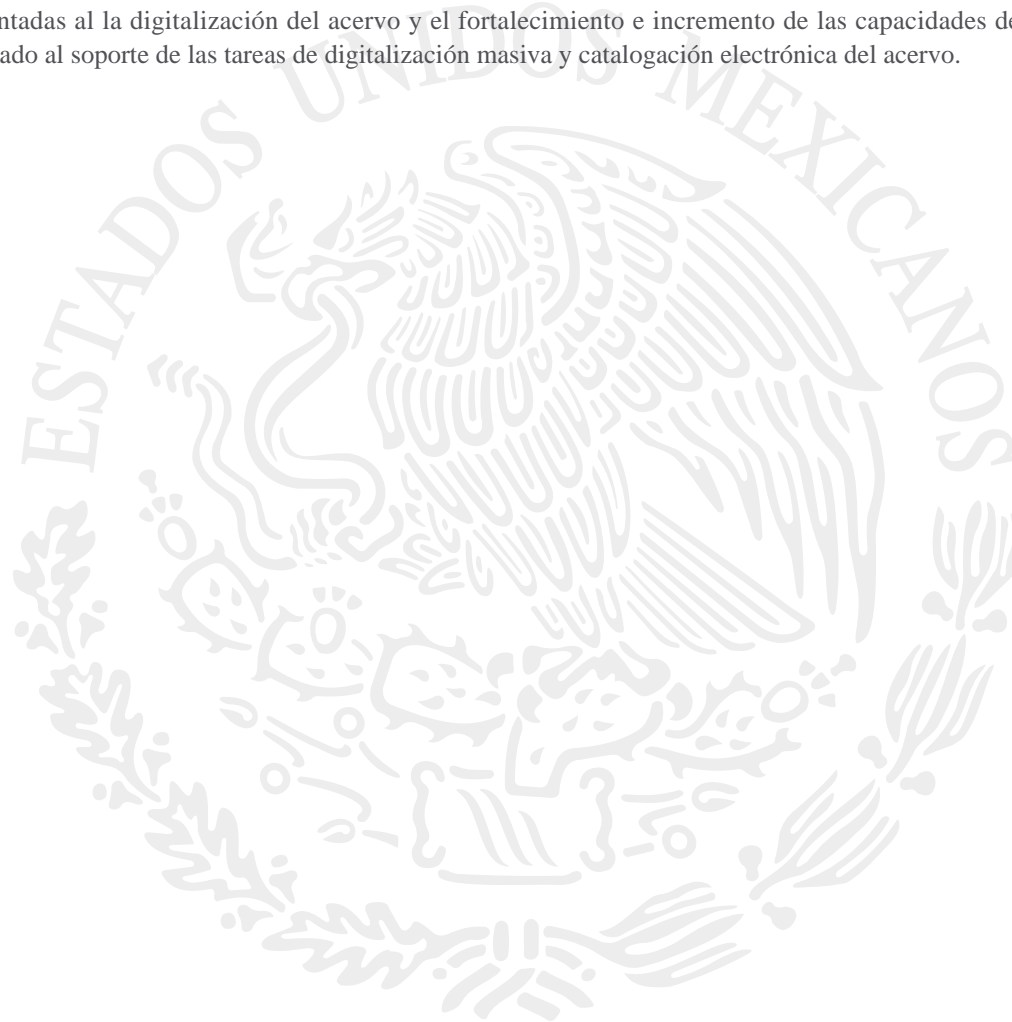 ntadas al la digitalización del acervo y el fortalecimiento e incremento de las capacidades de
ado al soporte de las tareas de digitalización masiva y catalogación electrónica del acervo.
ESTADOS UNIDOS MEXICANOS